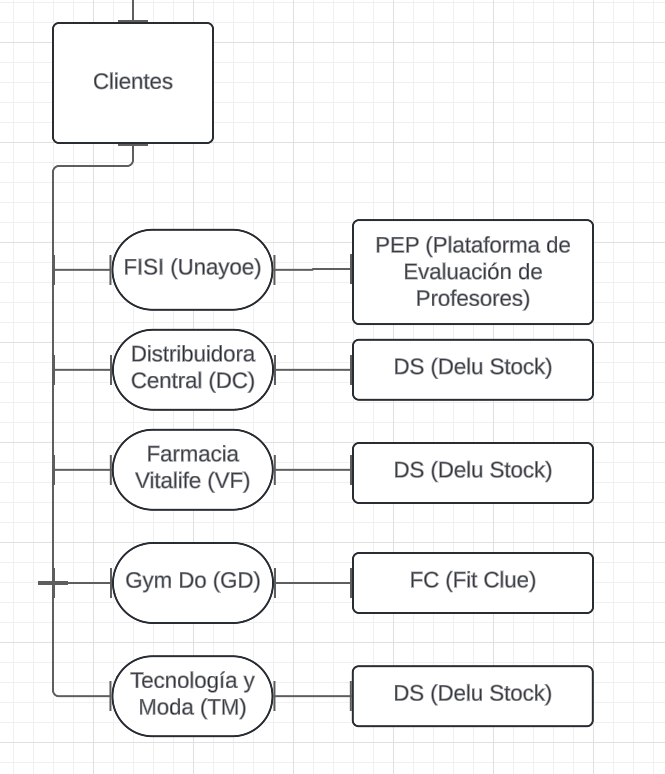 Clientes
FISI (Unayoe)
PEP (Plataforma de
Evaluación de
Profesores)
Distribuidora
Central (DC)
DS (Delu Stock)
Farmacia
Vitalife (VF)
DS (Delu Stock)
Gym Do (GD)
FC (Fit Clue)
Tecnología y
Moda (TM)
DS (Delu Stock)